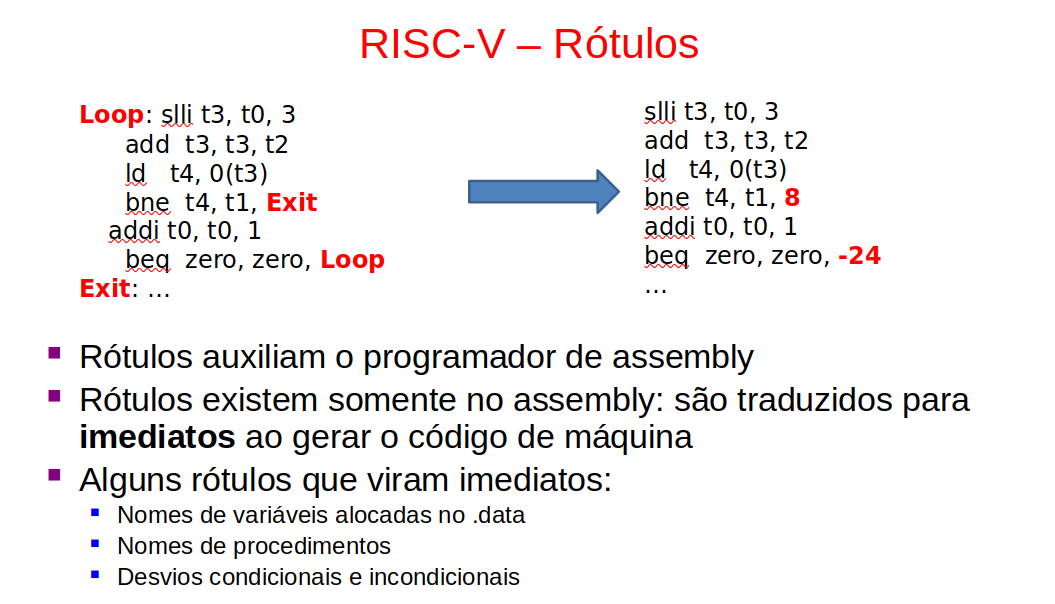 RISC-V – Rótulos
Loop: slli t3, t0, 3
add t3, t3, t2
ld t4, 0(t3)
bne t4, t1, Exit
addi t0, t0, 1
beq zero, zero, Loop
Exit: ...
slli t3, t0, 3
add t3, t3, t2
ld t4, 0(t3)
bne t4, t1, 8
addi t0, t0, 1
beq zero, zero, -24
...
Rótulos auxiliam o programador de assembly
Rótulos existem somente no assembly: são traduzidos para
imediatos ao gerar o código de máquina
Alguns rótulos que viram imediatos:
Nomes de variáveis alocadas no .data
Nomes de procedimentos
Desvios condicionais e incondicionais